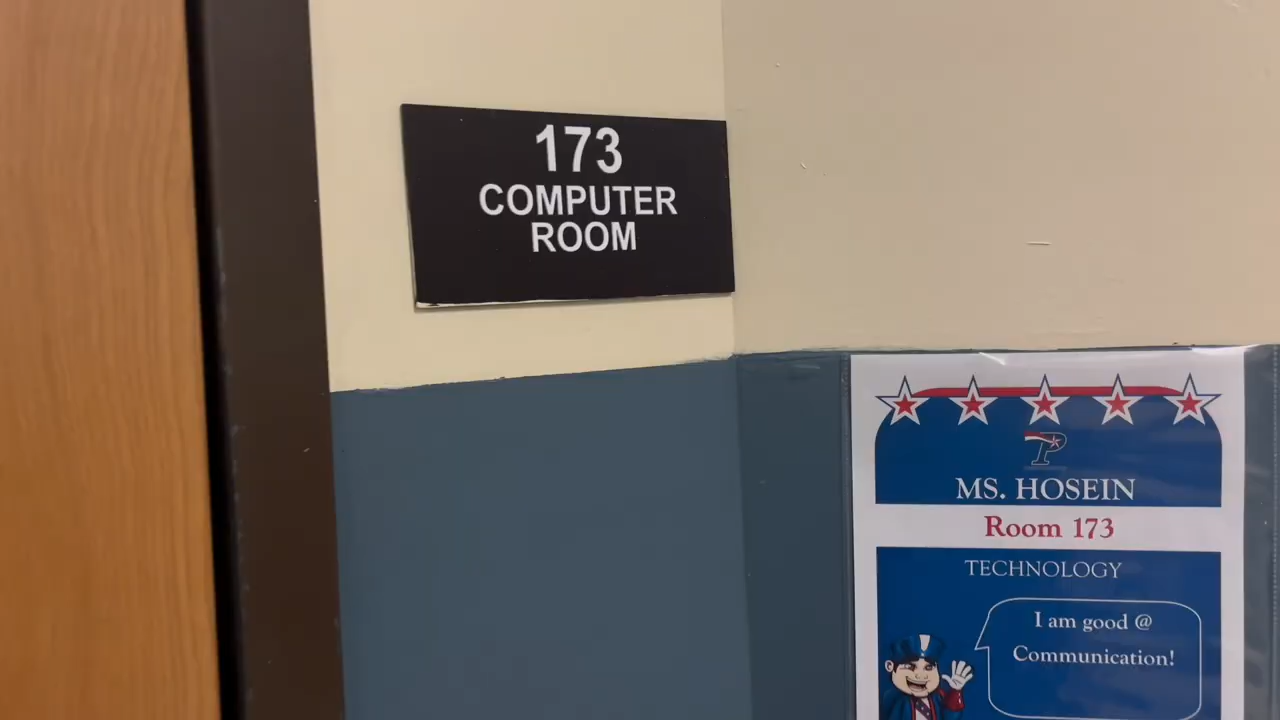 173
COMPUTER
ROOM
P
MS. HOSEIN
Room 173
TECHNOLOGY
I am good @
Communication!